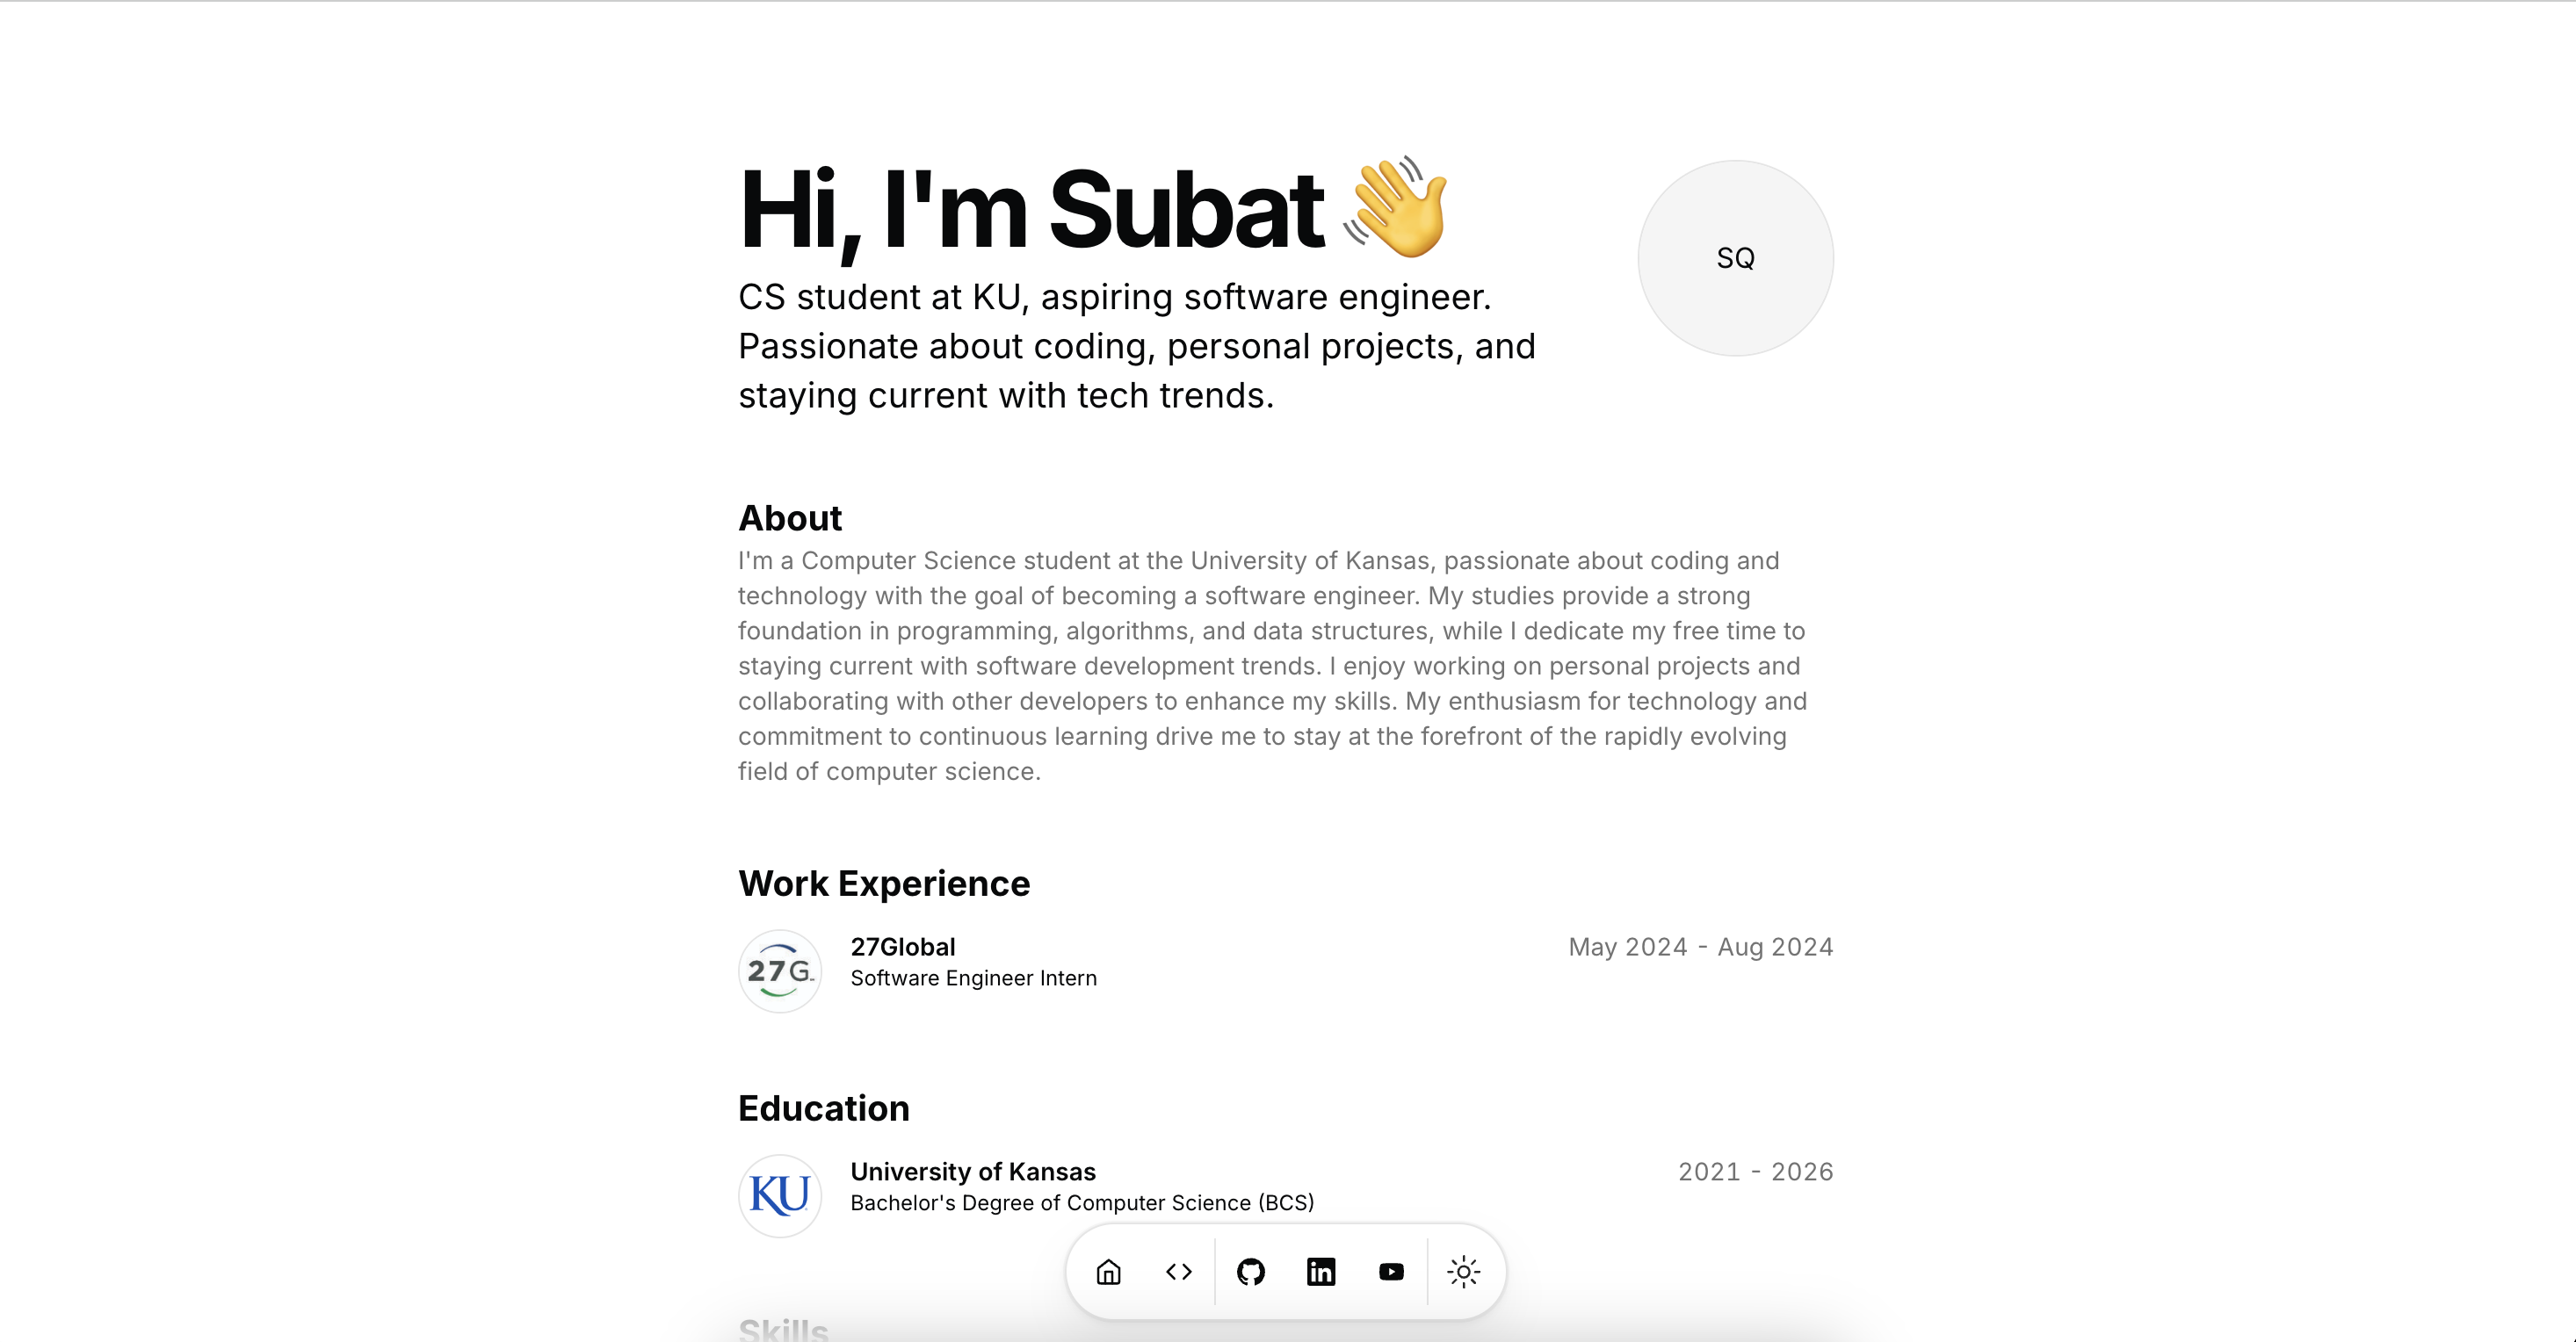 Hi, I'm Subat 👋
SQ
CS student at KU, aspiring software engineer.
Passionate about coding, personal projects, and
staying current with tech trends.
About
I'm a Computer Science student at the University of Kansas, passionate about coding and
technology with the goal of becoming a software engineer. My studies provide a strong
foundation in programming, algorithms, and data structures, while I dedicate my free time to
staying current with software development trends. I enjoy working on personal projects and
collaborating with other developers to enhance my skills. My enthusiasm for technology and
commitment to continuous learning drive me to stay at the forefront of the rapidly evolving
field of computer science.
Work Experience
27G
27Global
May 2024 - Aug 2024
Software Engineer Intern
Education
KU
University of Kansas
2021 - 2026
Bachelor's Degree of Computer Science (BCS)
in
Skills